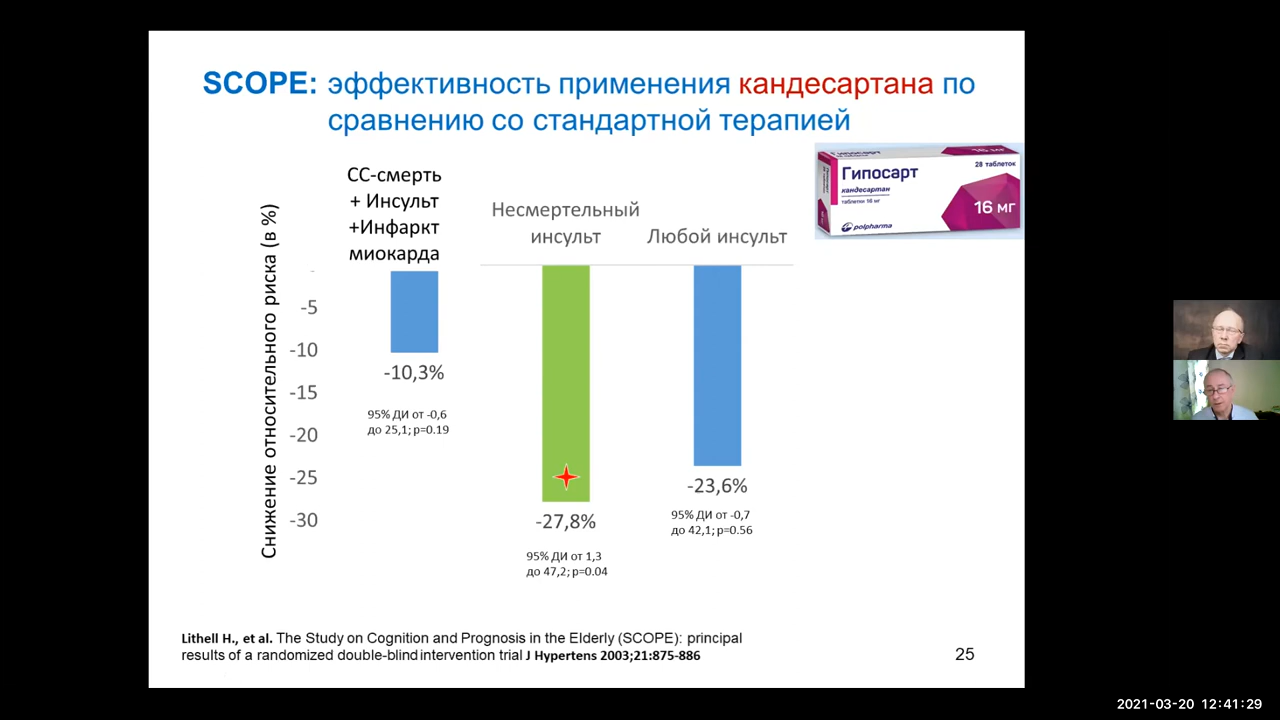 SCOPE: эффективность применения кандесартана по
сравнению со стандартной терапией
СС-смерть
+ Инсульт
+Инфаркт
миокарда
Несмертельный
инсульт
Любой инсульт
Гипосарт
кандесартан
таблетки 16 мг
28 таблеток
16 мг
16 мг
polpharma
Снижение относительного риска (в %)
-
-5
-10
-15
-20
-25
-30
-10,3%
95% ДИ от -0,6
до 25,1; p=0.19
-27,8%
95% ДИ от 1,3
до 47,2; p=0.04
-23,6%
95% ДИ от -0,7
до 42,1; p=0.56
Lithell H., et al. The Study on Cognition and Prognosis in the Elderly (SCOPE): principal
results of a randomized double-blind intervention trial J Hypertens 2003;21:875-886
25
2021-03-20 12:41:29